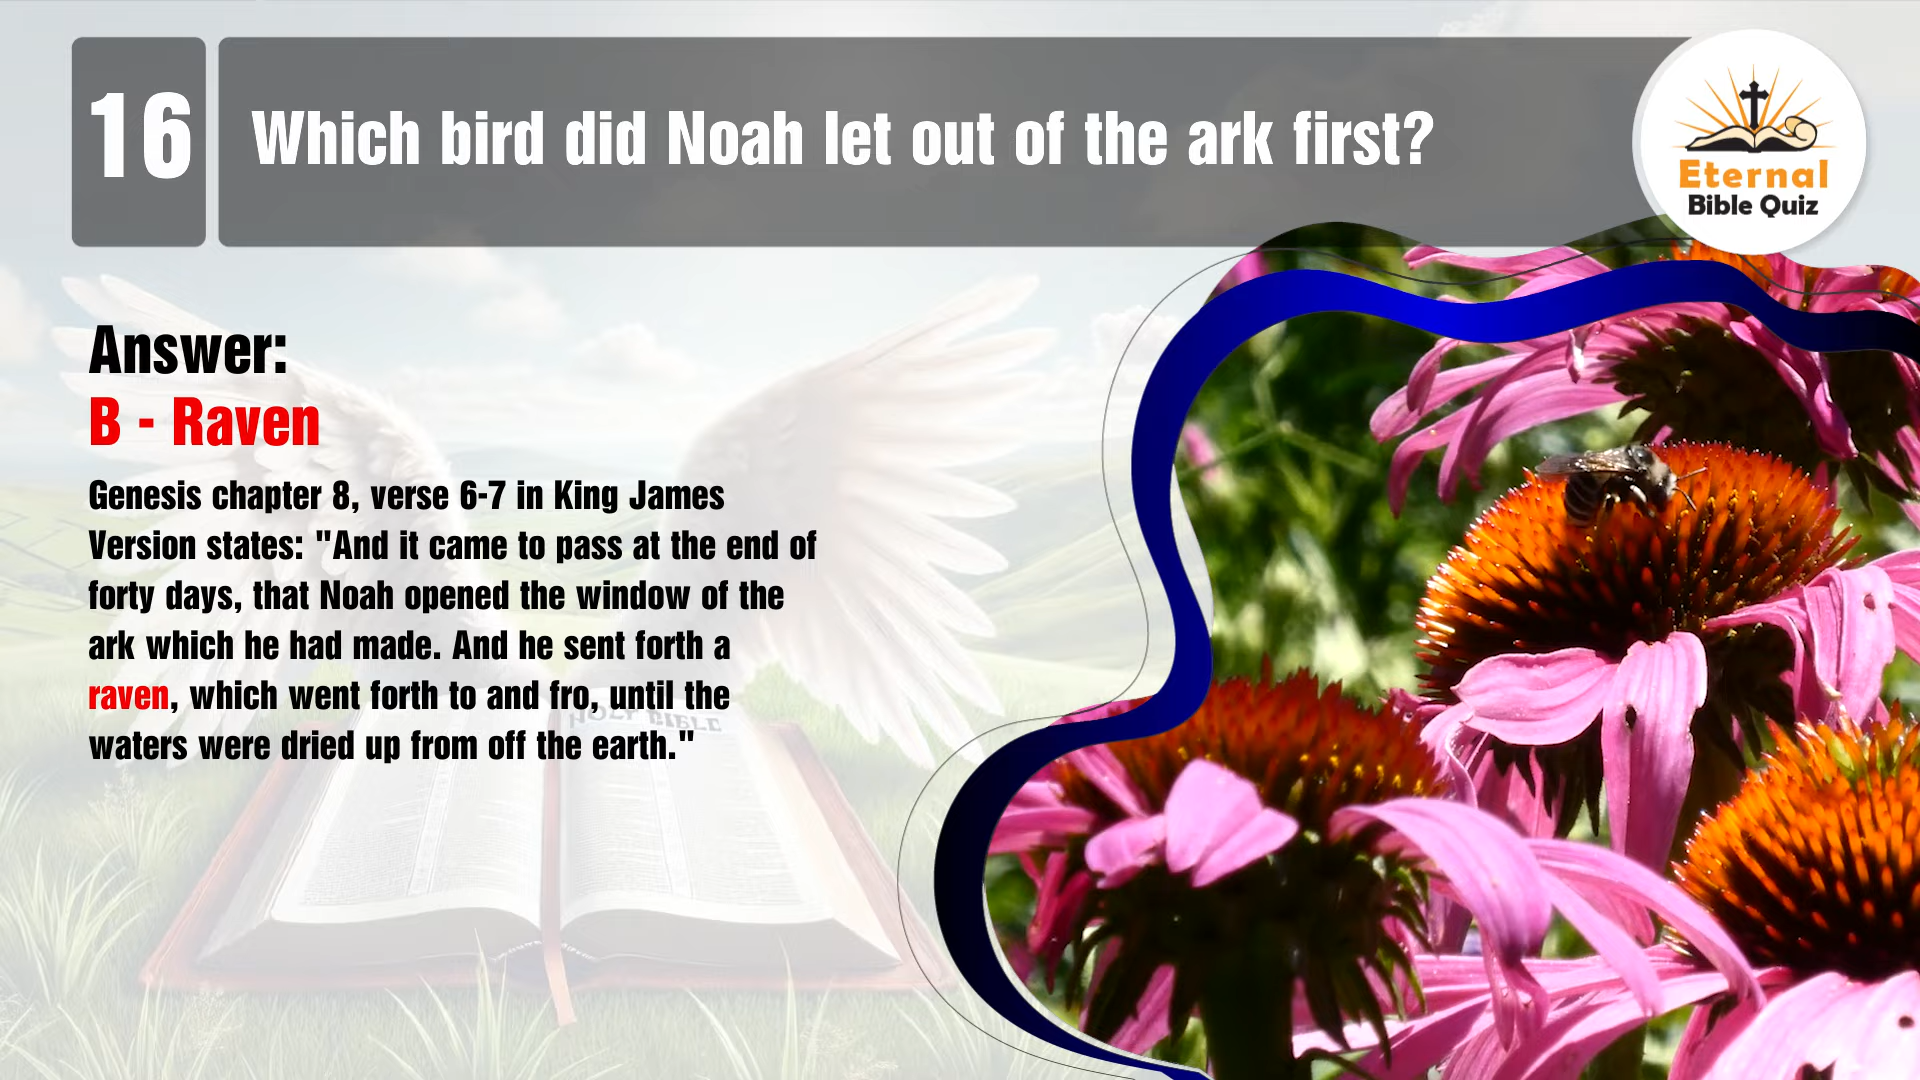 16
Which bird did Noah let out of the ark first?
Eternal
Bible Quiz
Answer:
B - Raven
Genesis chapter 8, verse 6-7 in King James
Version states: "And it came to pass at the end of
forty days, that Noah opened the window of the
ark which he had made. And he sent forth a
raven, which went forth to and fro, until the
waters were dried up from off the earth."
HOLY BIBLE